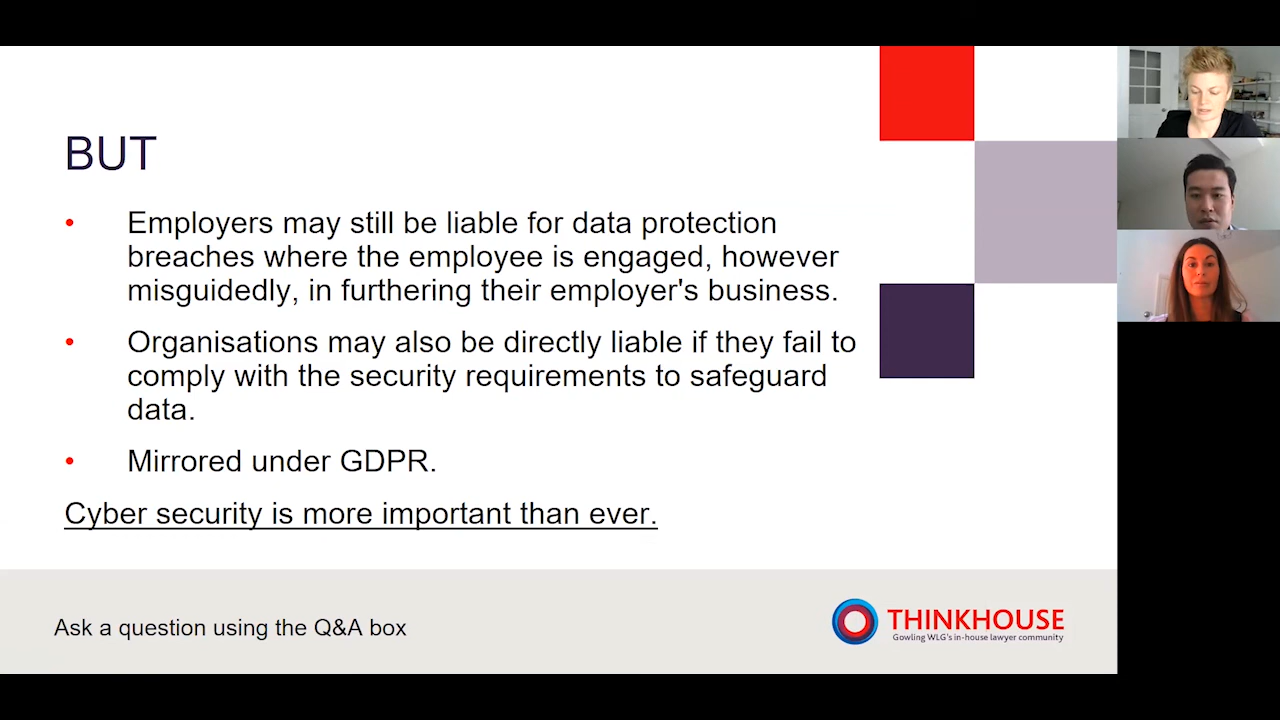 BUT
• Employers may still be liable for data protection
breaches where the employee is engaged, however
misguidedly, in furthering their employer's business.
• Organisations may also be directly liable if they fail to
comply with the security requirements to safeguard
data.
• Mirrored under GDPR.
Cyber security is more important than ever.
Ask a question using the Q&A box
THINKHOUSE
Gowling WLG's in-house lawyer community